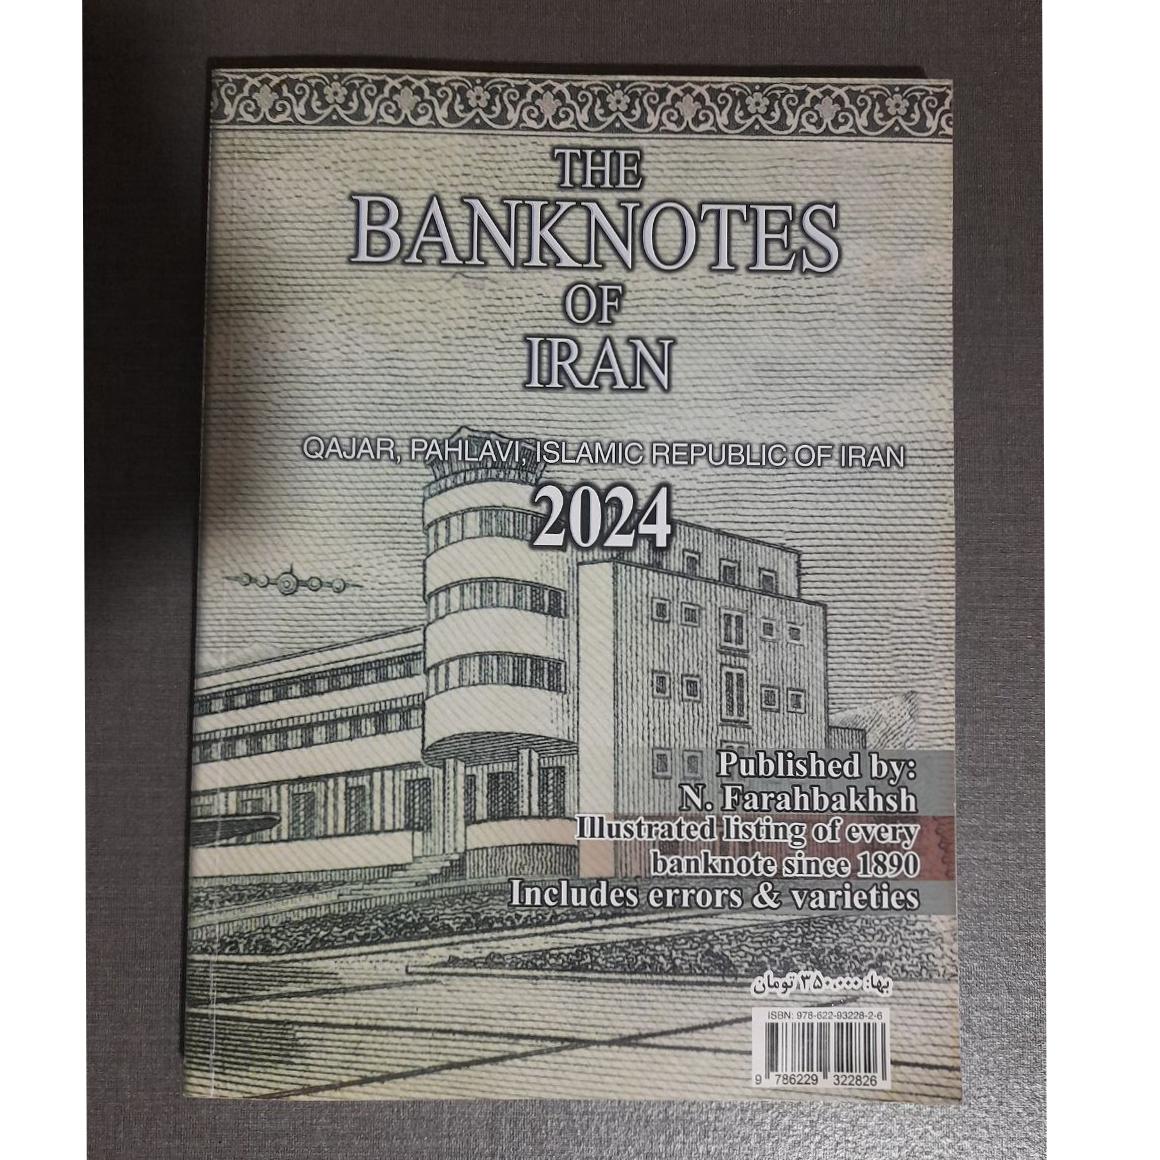 THE
BANKNOTES
OF
IRAN
QAJAR, PAHLAVI, ISLAMIC REPUBLIC OF IRAN
2024
Published by:
N. Farahbakhsh
Illustrated listing of every
banknote since 1890
Includes errors & varieties
بها: ۳۵۰.۰۰۰ تومان
ISBN: 978-622-93228-2-6
9 786229 322826